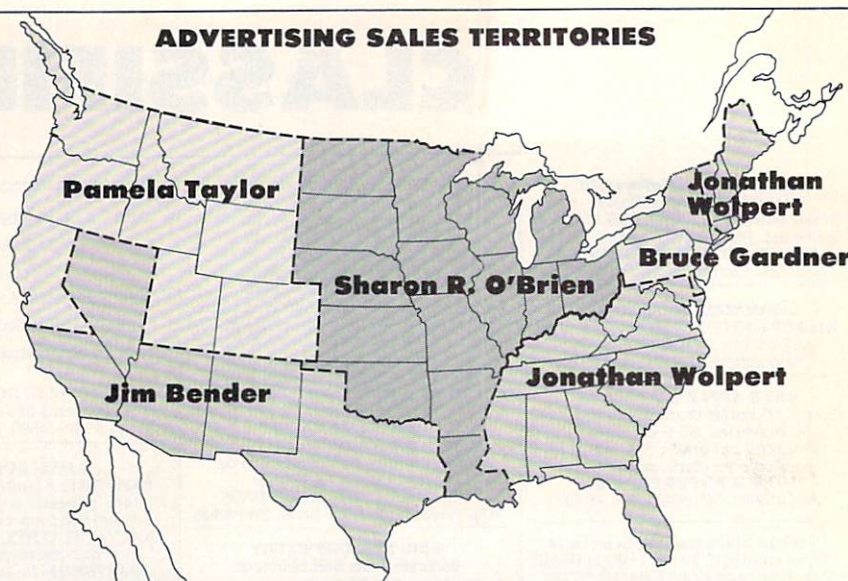 ADVERTISING SALES TERRITORIES
Pamela Taylor
Jonathan
Wolpert
Bruce Gardner
Sharon R. O'Brien
Jim Bender
Jonathan Wolpert